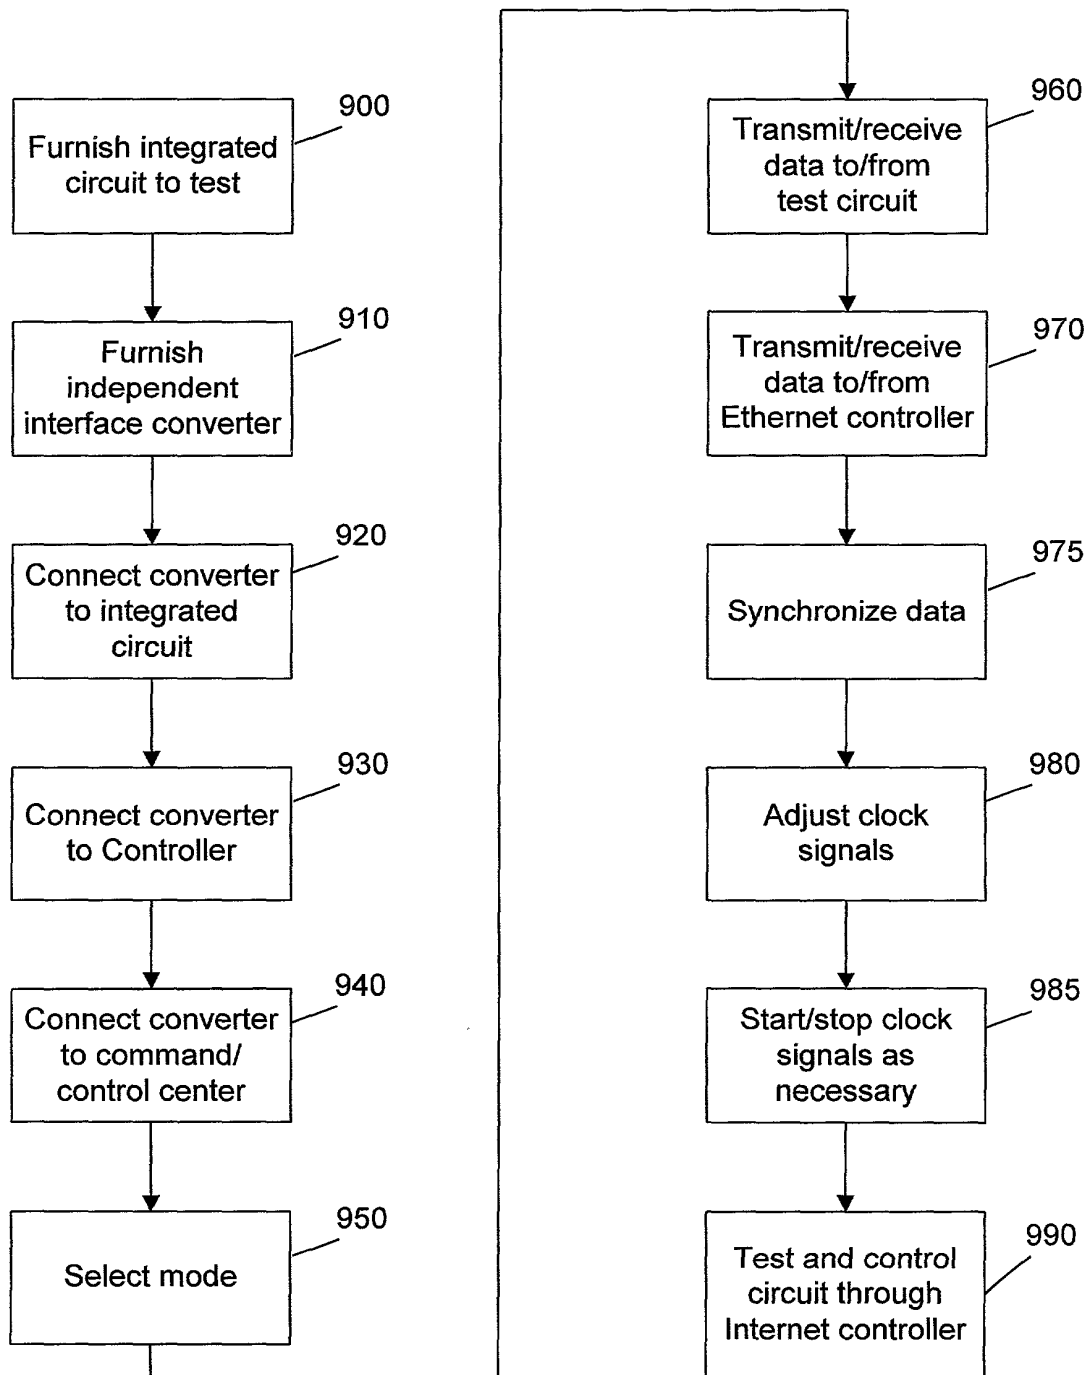 900
Furnish integrated
circuit to test
910
Furnish
independent
interface converter
920
Connect converter
to integrated
circuit
930
Connect converter
to Controller
940
Connect converter
to command/
control center
950
Select mode
960
Transmit/receive
data to/from
test circuit
970
Transmit/receive
data to/from
Ethernet controller
975
Synchronize data
980
Adjust clock
signals
985
Start/stop clock
signals as
necessary
990
Test and control
circuit through
Internet controller